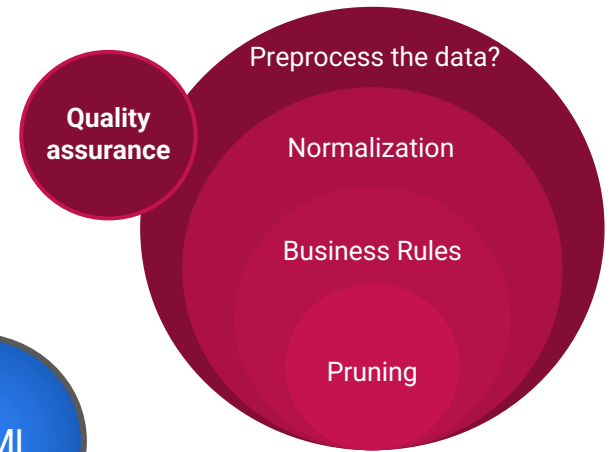 Preprocess the data?
Quality
assurance
Normalization
Business Rules
Pruning